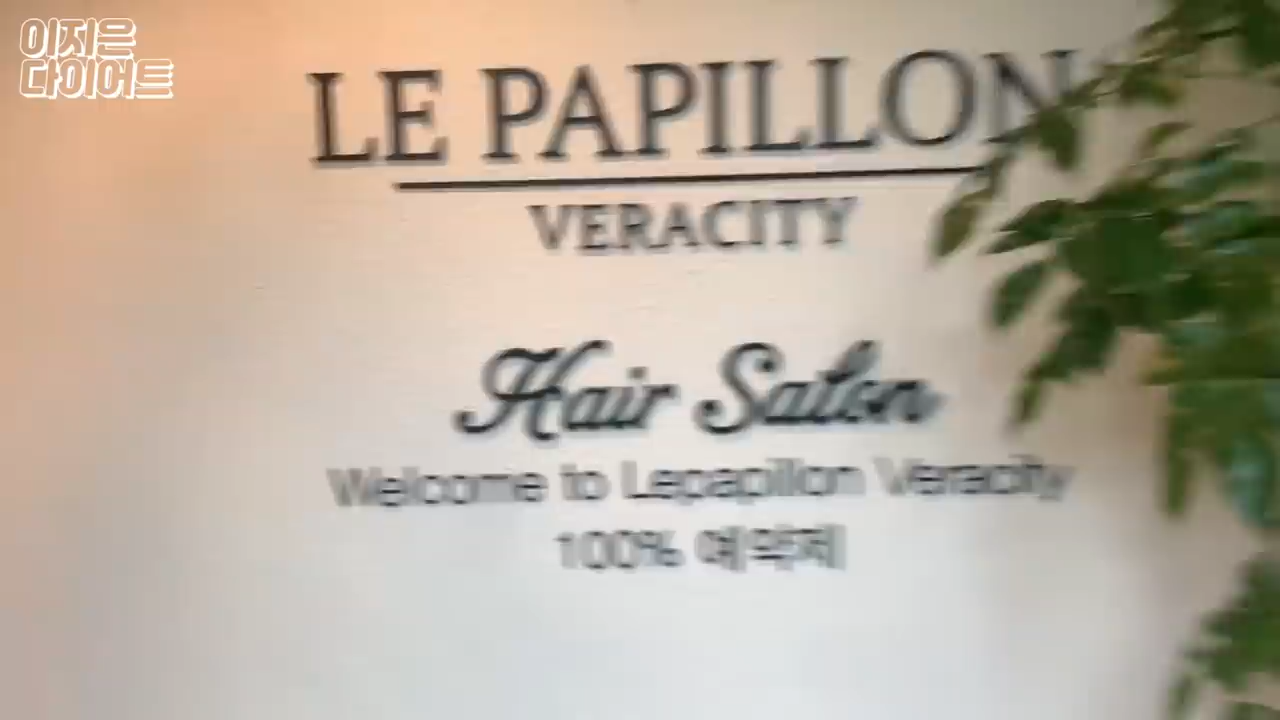 이지은
다이어트
LE PAPILLON
VERACITY
Hair Salon
Welcome to Lepapillon Veracity
100% 예약제